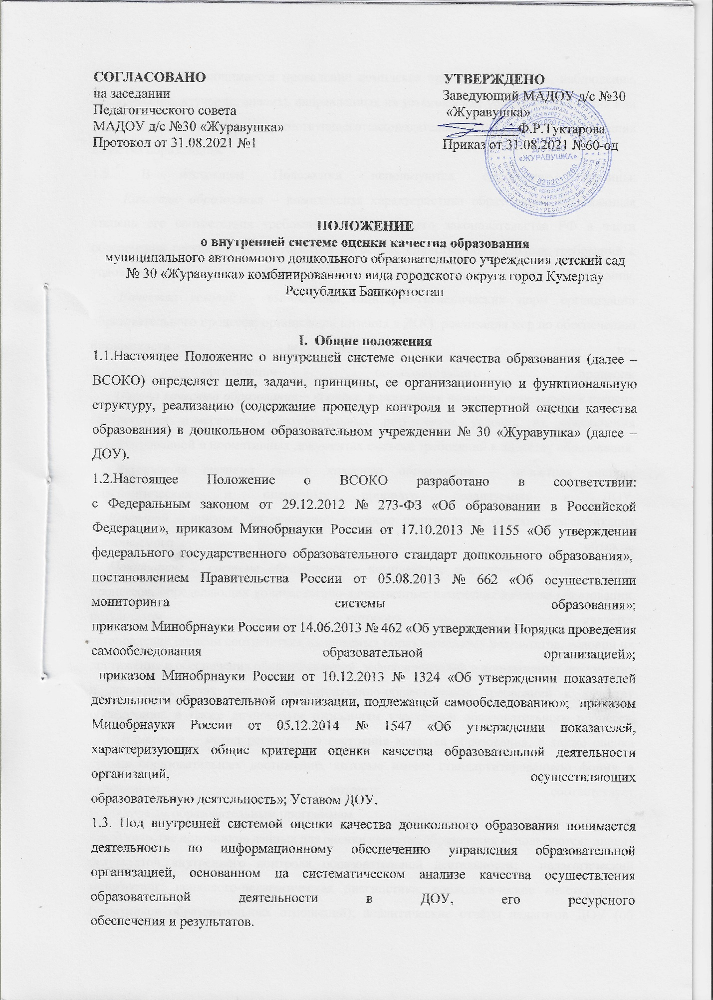 СОГЛАСОВАНО
на заседании
Педагогического совета
МАДОУ д/с №30 «Журавушка»
Протокол от 31.08.2021 №1
УТВЕРЖДЕНО
Заведующий МАДОУ д/с №30
«Журавушка»
Ф.Р.Туктарова
Приказ от 31.08.2021 №60-од
МАДОУ
«ЖУРАВУШКА»
ИНН 0262010260
ПОЛОЖЕНИЕ
о внутренней системе оценки качества образования
муниципального автономного дошкольного образовательного учреждения детский сад
№ 30 «Журавушка» комбинированного вида городского округа город Кумертау
Республики Башкортостан
I. Общие положения
1.1.Настоящее Положение о внутренней системе оценки качества образования (далее –
ВСОКО) определяет цели, задачи, принципы, ее организационную и функциональную
структуру, реализацию (содержание процедур контроля и экспертной оценки качества
образования) в дошкольном образовательном учреждении № 30 «Журавушка» (далее –
ДОУ).
1.2.Настоящее Положение о ВСОКО разработано в соответствии:
с Федеральным законом от 29.12.2012 № 273-ФЗ «Об образовании в Российской
Федерации», приказом Минобрнауки России от 17.10.2013 № 1155 «Об утверждении
федерального государственного образовательного стандарт дошкольного образования»,
постановлением Правительства России от 05.08.2013 № 662 «Об осуществлении
мониторинга системы образования»;
приказом Минобрнауки России от 14.06.2013 № 462 «Об утверждении Порядка проведения
самообследования образовательной организацией»;
приказом Минобрнауки России от 10.12.2013 № 1324 «Об утверждении показателей
деятельности образовательной организации, подлежащей самообследованию»; приказом
Минобрнауки России от 05.12.2014 № 1547 «Об утверждении показателей,
характеризующих общие критерии оценки качества образовательной деятельности
организаций, осуществляющих
образовательную деятельность»; Уставом ДОУ.
1.3. Под внутренней системой оценки качества дошкольного образования понимается
деятельность по информационному обеспечению управления образовательной
организацией, основанном на систематическом анализе качества осуществления
образовательной деятельности в ДОУ, его ресурсного
обеспечения и результатов.